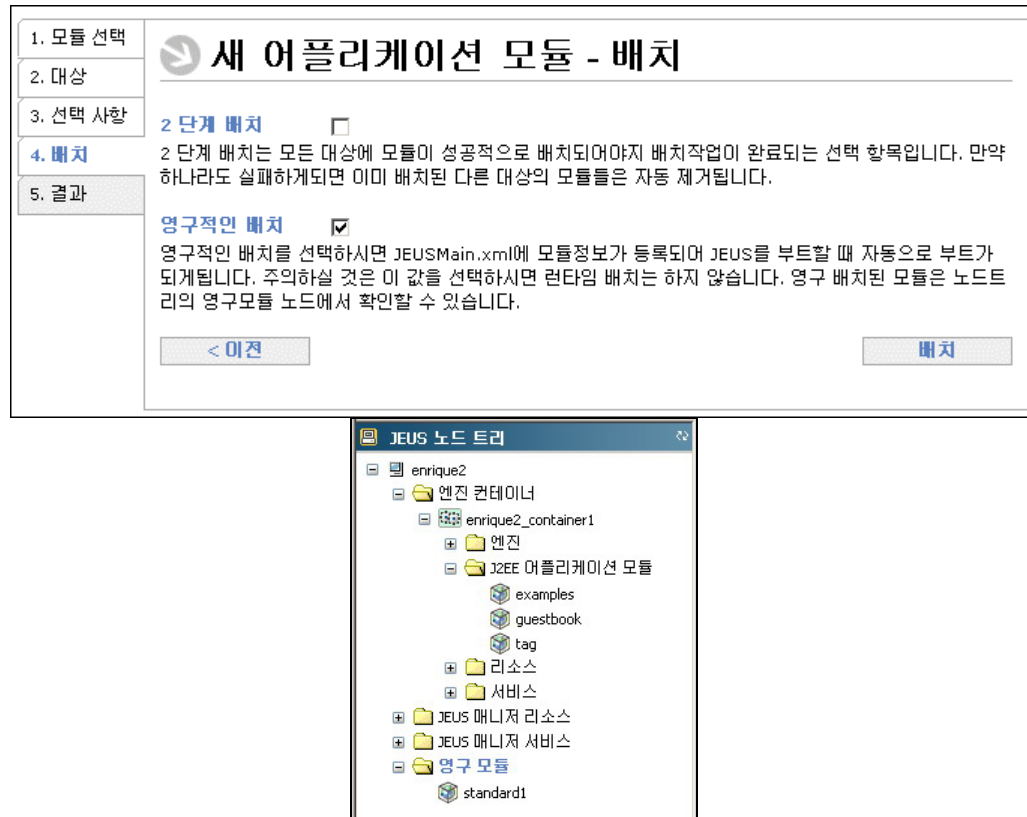 1. 모듈 선택
2. 대상
3. 선택 사항
4. 배치
5. 결과
새 어플리케이션 모듈 - 배치
2 단계 배치
2 단계 배치는 모든 대상에 모듈이 성공적으로 배치되어야지 배치작업이 완료되는 선택 항목입니다. 만약
하나라도 실패하게되면 이미 배치된 다른 대상의 모듈들은 자동 제거됩니다.
영구적인 배치
영구적인 배치를 선택하시면 JEUSMain.xml에 모듈정보가 등록되어 JEUS를 부트할 때 자동으로 부트가
되게됩니다. 주의하실 것은 이 값을 선택하시면 런타임 배치는 하지 않습니다. 영구 배치된 모듈은 노드트
리의 영구모듈 노드에서 확인할 수 있습니다.
< 이전
배치
JEUS 노드 트리
enrique2
엔진 컨테이너
enrique2_container1
엔진
J2EE 어플리케이션 모듈
examples
guestbook
tag
리소스
서비스
JEUS 매니저 리소스
JEUS 매니저 서비스
영구 모듈
standard1